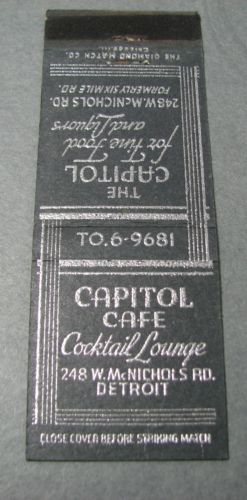 THE
CAPITOL
for Fine Food
and Liquors
248 W. McNICHOLS RD.
FORMERLY SIX MILE RD.
THE DIAMOND MATCH CO.
TO.6-9681
CAPITOL
CAFE
Cocktail Lounge
248 W. McNICHOLS RD.
DETROIT
CLOSE COVER BEFORE STRIKING MATCH